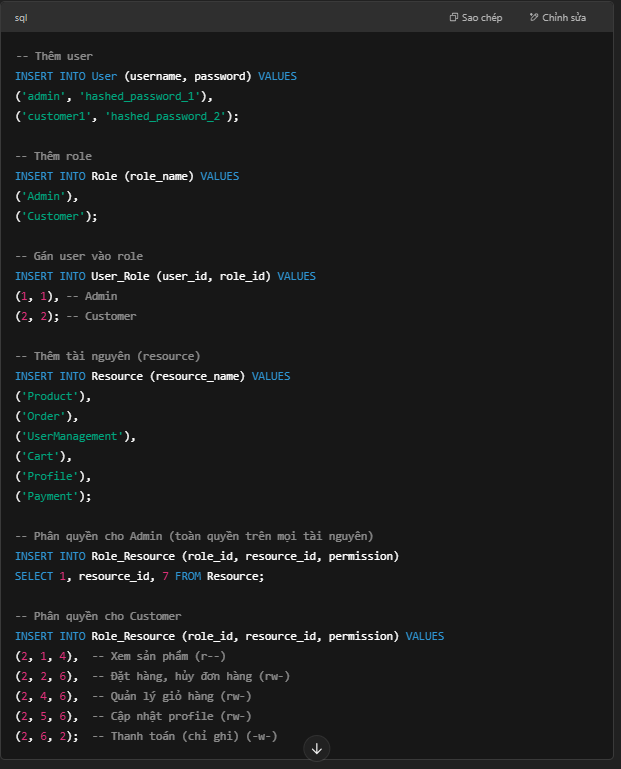 sql
Sao chép
Chỉnh sửa
-- Thêm user
INSERT INTO User (username, password) VALUES
('admin', 'hashed_password_1'),
('customer1', 'hashed_password_2');
-- Thêm role
INSERT INTO Role (role_name) VALUES
('Admin'),
('Customer');
-- Gán user vào role
INSERT INTO User_Role (user_id, role_id) VALUES
(1, 1), -- Admin
(2, 2); -- Customer
-- Thêm tài nguyên (resource)
INSERT INTO Resource (resource_name) VALUES
('Product'),
('Order'),
('UserManagement'),
('Cart'),
('Profile'),
('Payment');
-- Phân quyền cho Admin (toàn quyền trên mọi tài nguyên)
INSERT INTO Role_Resource (role_id, resource_id, permission)
SELECT 1, resource_id, 7 FROM Resource;
-- Phân quyền cho Customer
INSERT INTO Role_Resource (role_id, resource_id, permission) VALUES
(2, 1, 4),  -- Xem sản phẩm (r--)
(2, 2, 6),  -- Đặt hàng, hủy đơn hàng (rw-)
(2, 4, 6),  -- Quản lý giỏ hàng (rw-)
(2, 5, 6),  -- Cập nhật profile (rw-)
(2, 6, 2);  -- Thanh toán (chỉ ghi) (-w-)